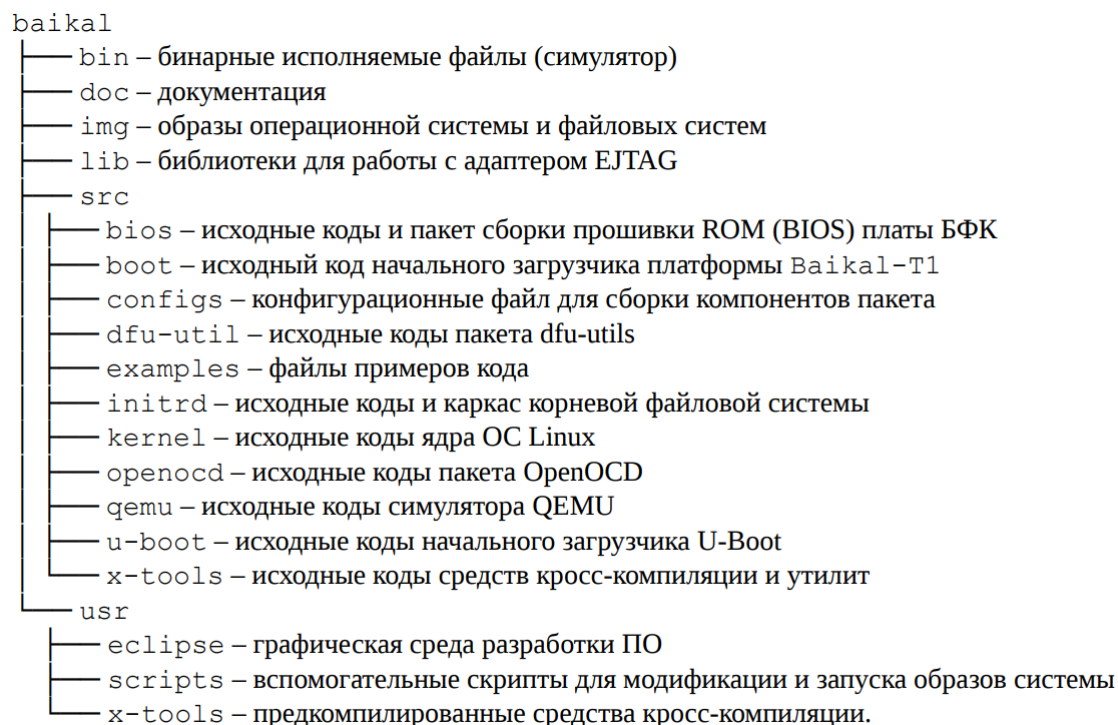 baikal
bin – бинарные исполняемые файлы (симулятор)
doc – документация
img – образы операционной системы и файловых систем
lib – библиотеки для работы с адаптером EJTAG
src
bios – исходные коды и пакет сборки прошивки ROM (BIOS) платы БФК
boot – исходный код начального загрузчика платформы Baikal-T1
configs – конфигурационные файл для сборки компонентов пакета
dfu-util – исходные коды пакета dfu-utils
examples – файлы примеров кода
initrd – исходные коды и каркас корневой файловой системы
kernel – исходные коды ядра ОС Linux
openocd – исходные коды пакета OpenOCD
qemu – исходные коды симулятора QEMU
u-boot – исходные коды начального загрузчика U-Boot
x-tools – исходные коды средств кросс-компиляции и утилит
usr
eclipse – графическая среда разработки ПО
scripts – вспомогательные скрипты для модификации и запуска образов системы
x-tools – предкомпилированные средства кросс-компиляции.